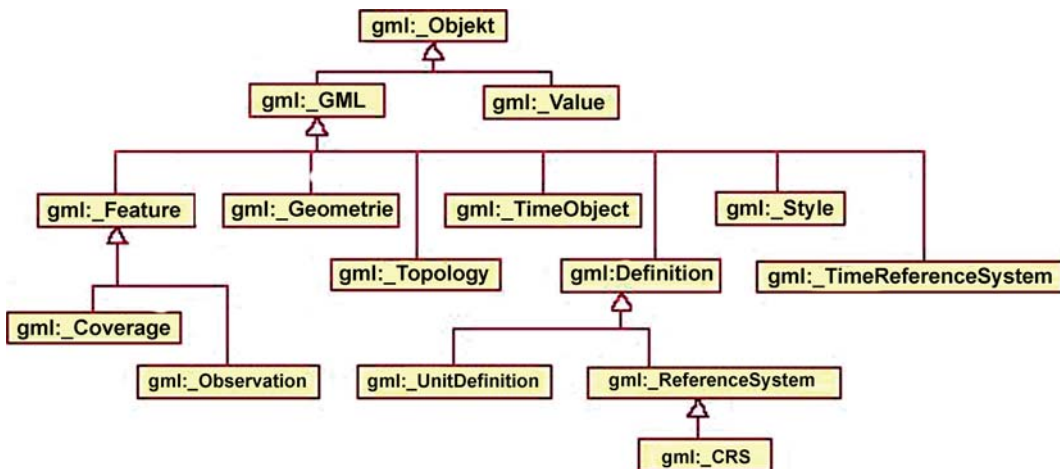 gml:_Objekt
gml:_GML
gml:_Value
gml:_Feature
gml:_Geometrie
gml:_TimeObject
gml:_Style
gml:_Topology
gml:Definition
gml:_TimeReferenceSystem
gml:_Coverage
gml:_Observation
gml:_UnitDefinition
gml:_ReferenceSystem
gml:_CRS